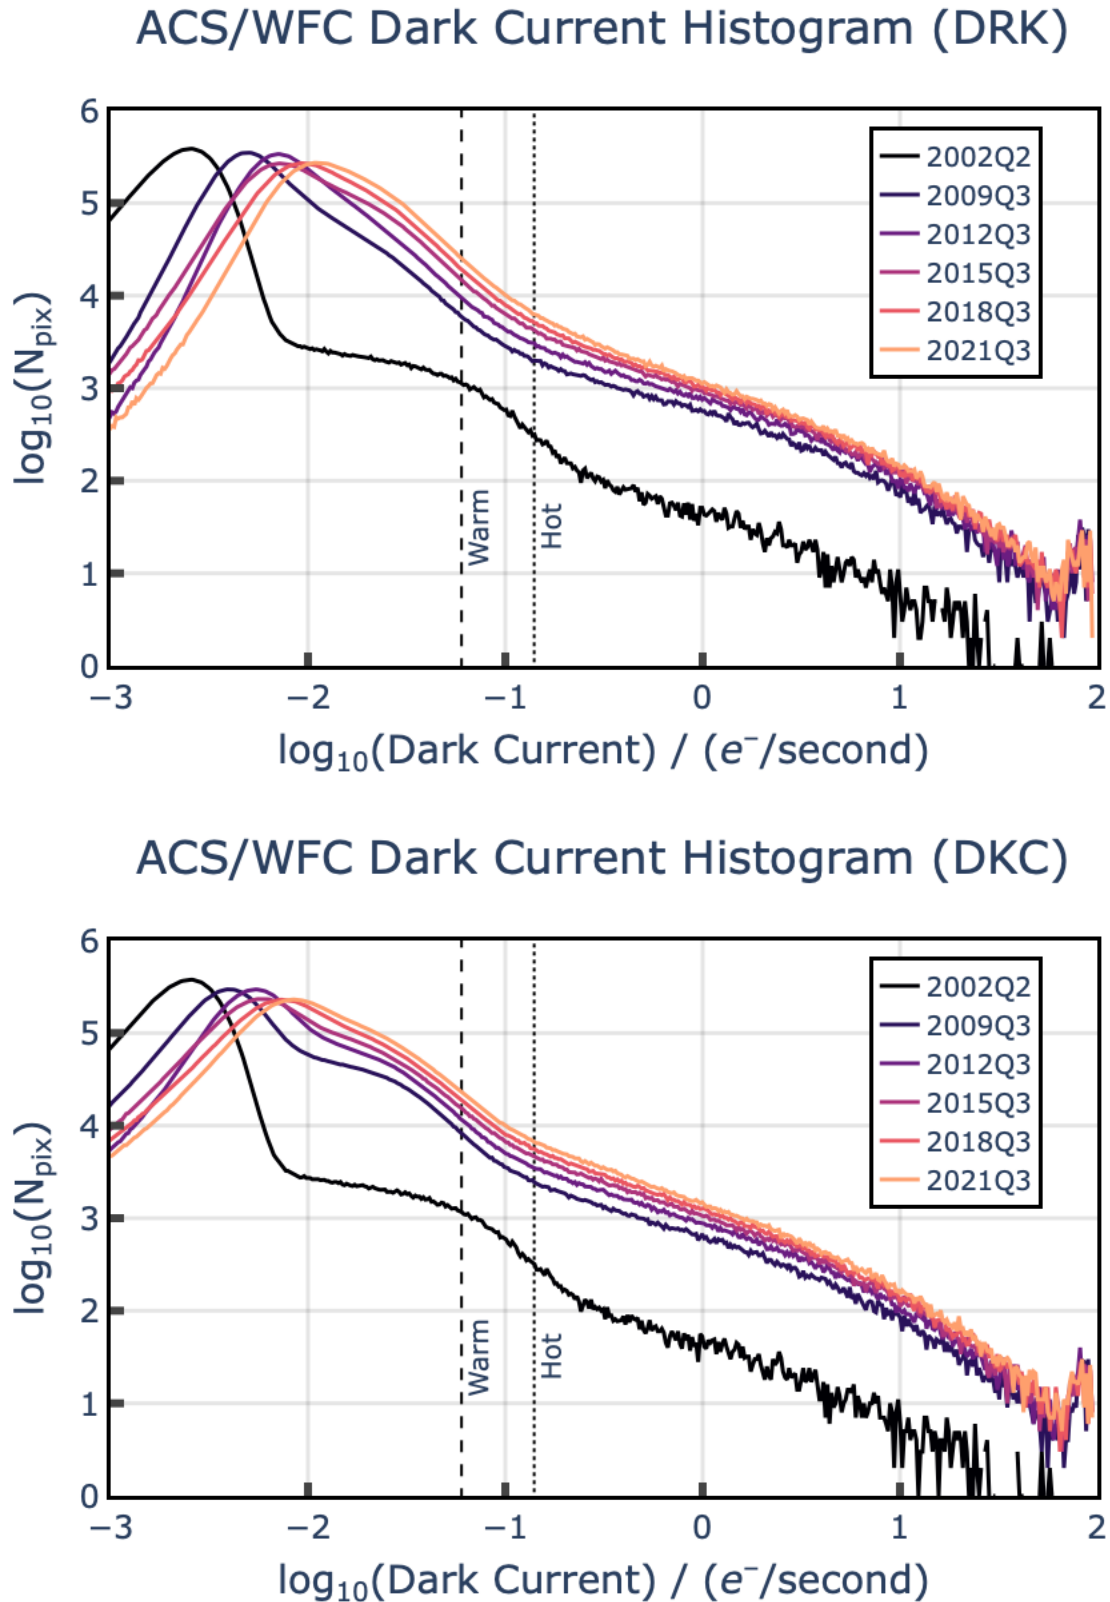 ACS/WFC Dark Current Histogram (DRK)
6
5
4
3
2
1
0
log₁₀(Nₚᵢₓ)
2002Q2
2009Q3
2012Q3
2015Q3
2018Q3
2021Q3
Warm
Hot
−3 −2 −1 0 1 2
log₁₀(Dark Current) / (e⁻/second)
ACS/WFC Dark Current Histogram (DKC)
6
5
4
3
2
1
0
log₁₀(Nₚᵢₓ)
2002Q2
2009Q3
2012Q3
2015Q3
2018Q3
2021Q3
Warm
Hot
−3 −2 −1 0 1 2
log₁₀(Dark Current) / (e⁻/second)